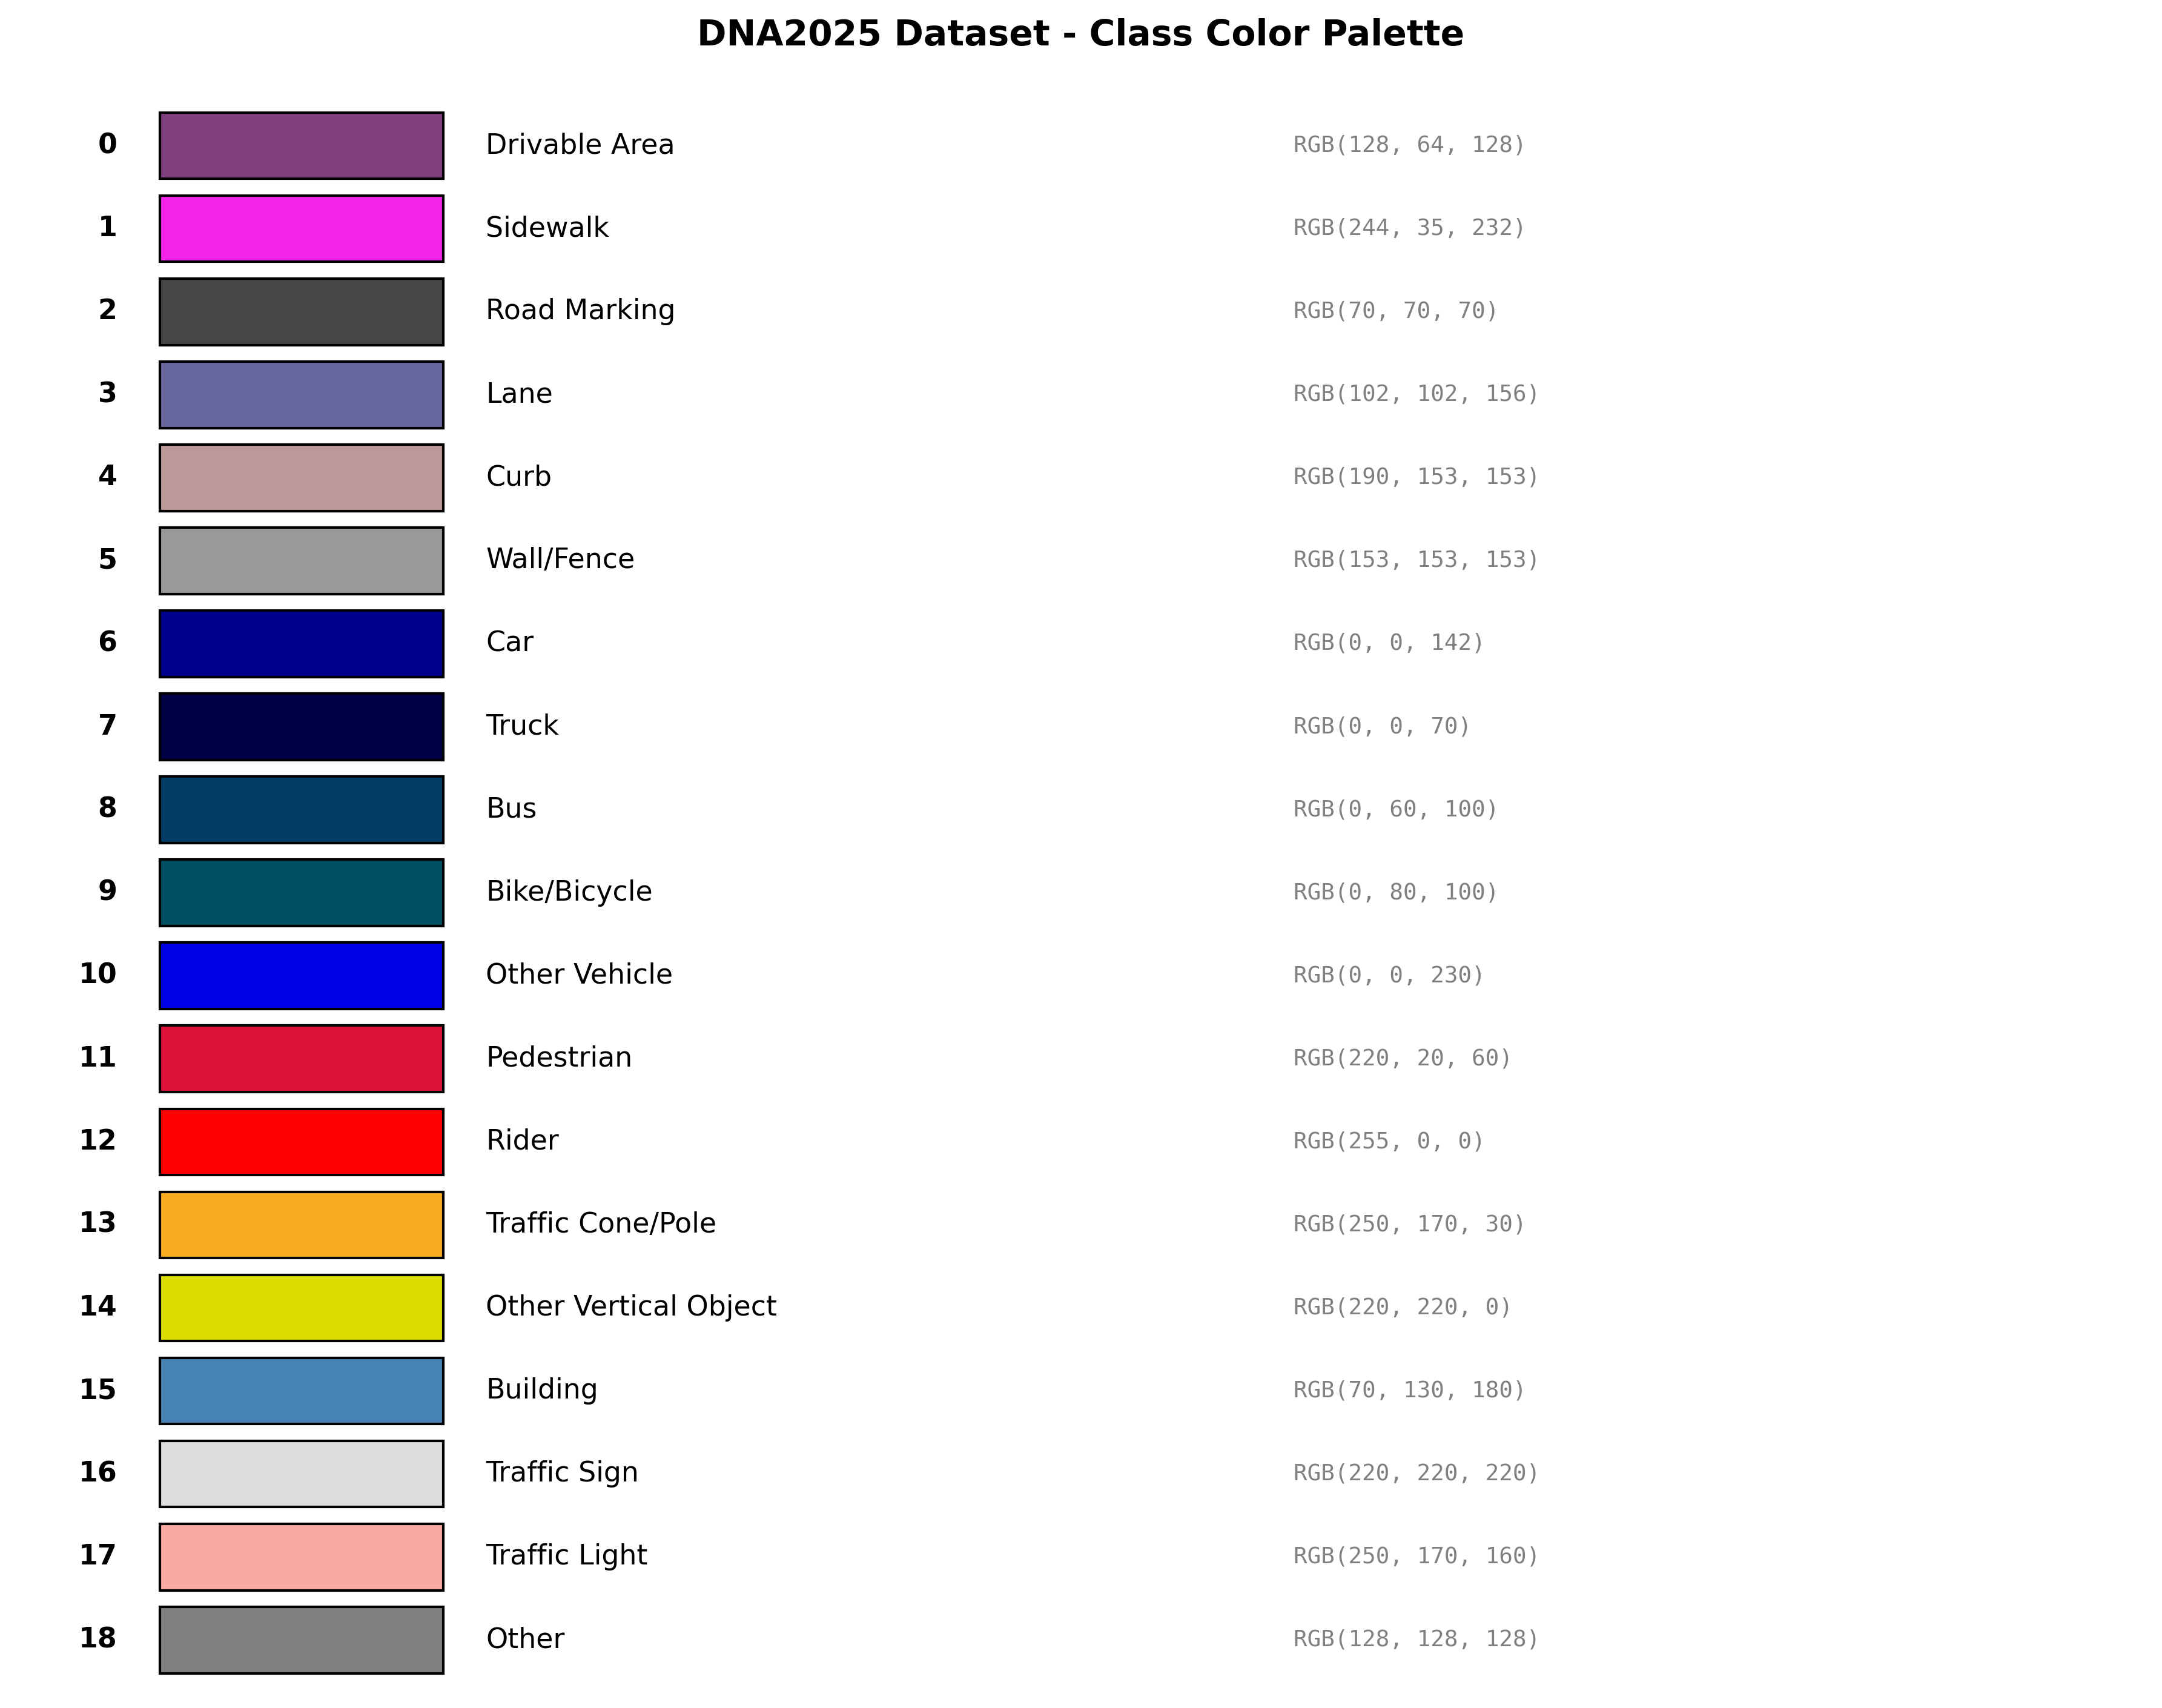 DNA2025 Dataset - Class Color Palette
0 Drivable Area RGB(128, 64, 128)
1 Sidewalk RGB(244, 35, 232)
2 Road Marking RGB(70, 70, 70)
3 Lane RGB(102, 102, 156)
4 Curb RGB(190, 153, 153)
5 Wall/Fence RGB(153, 153, 153)
6 Car RGB(0, 0, 142)
7 Truck RGB(0, 0, 70)
8 Bus RGB(0, 60, 100)
9 Bike/Bicycle RGB(0, 80, 100)
10 Other Vehicle RGB(0, 0, 230)
11 Pedestrian RGB(220, 20, 60)
12 Rider RGB(255, 0, 0)
13 Traffic Cone/Pole RGB(250, 170, 30)
14 Other Vertical Object RGB(220, 220, 0)
15 Building RGB(70, 130, 180)
16 Traffic Sign RGB(220, 220, 220)
17 Traffic Light RGB(250, 170, 160)
18 Other RGB(128, 128, 128)